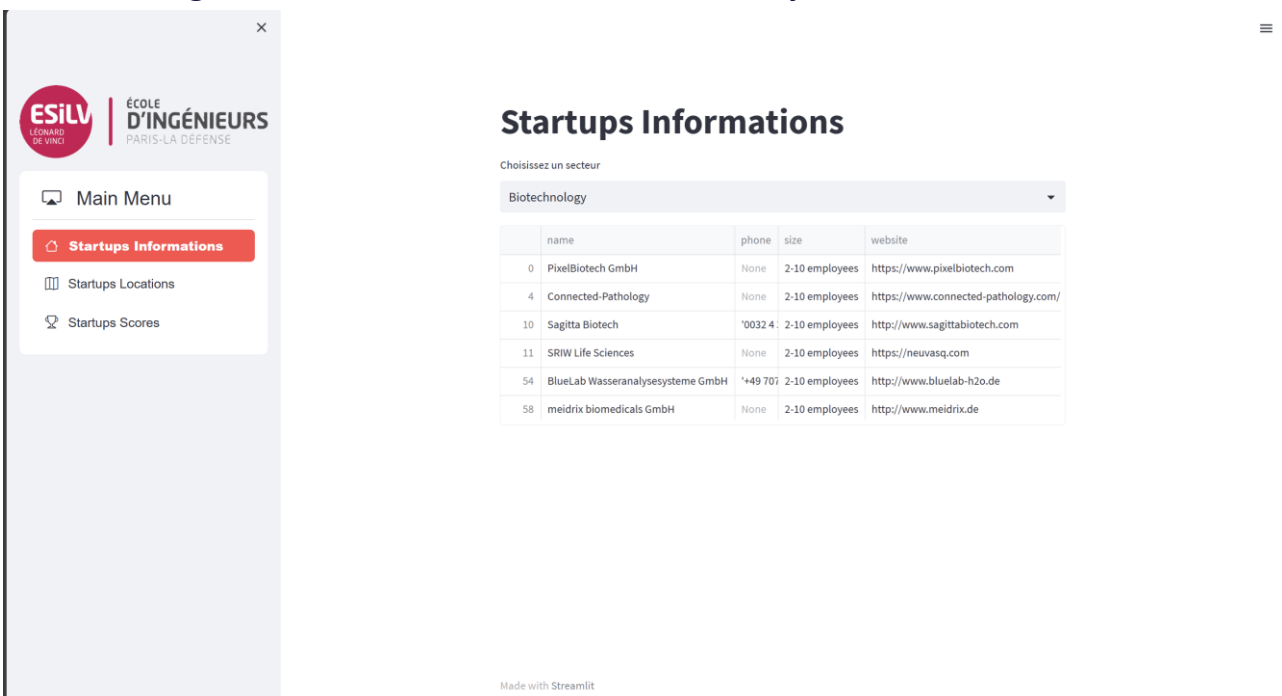 ×
ESiLV
LÉONARD
DE VINCI
ÉCOLE
D'INGÉNIEURS
PARIS-LA DÉFENSE
Main Menu
Startups Informations
Startups Locations
Startups Scores
Startups Informations
Choisissez un secteur
Biotechnology
name phone size website
0 PixelBiotech GmbH None 2-10 employees https://www.pixelbiotech.com
4 Connected-Pathology None 2-10 employees https://www.connected-pathology.com/
10 Sagitta Biotech '0032 4 2-10 employees http://www.sagittabiotech.com
11 SRIW Life Sciences None 2-10 employees https://neuvasq.com
54 BlueLab Wasseranalysesysteme GmbH '+49 707 2-10 employees http://www.bluelab-h2o.de
58 meidrix biomedicals GmbH None 2-10 employees http://www.meidrix.de
Made with Streamlit